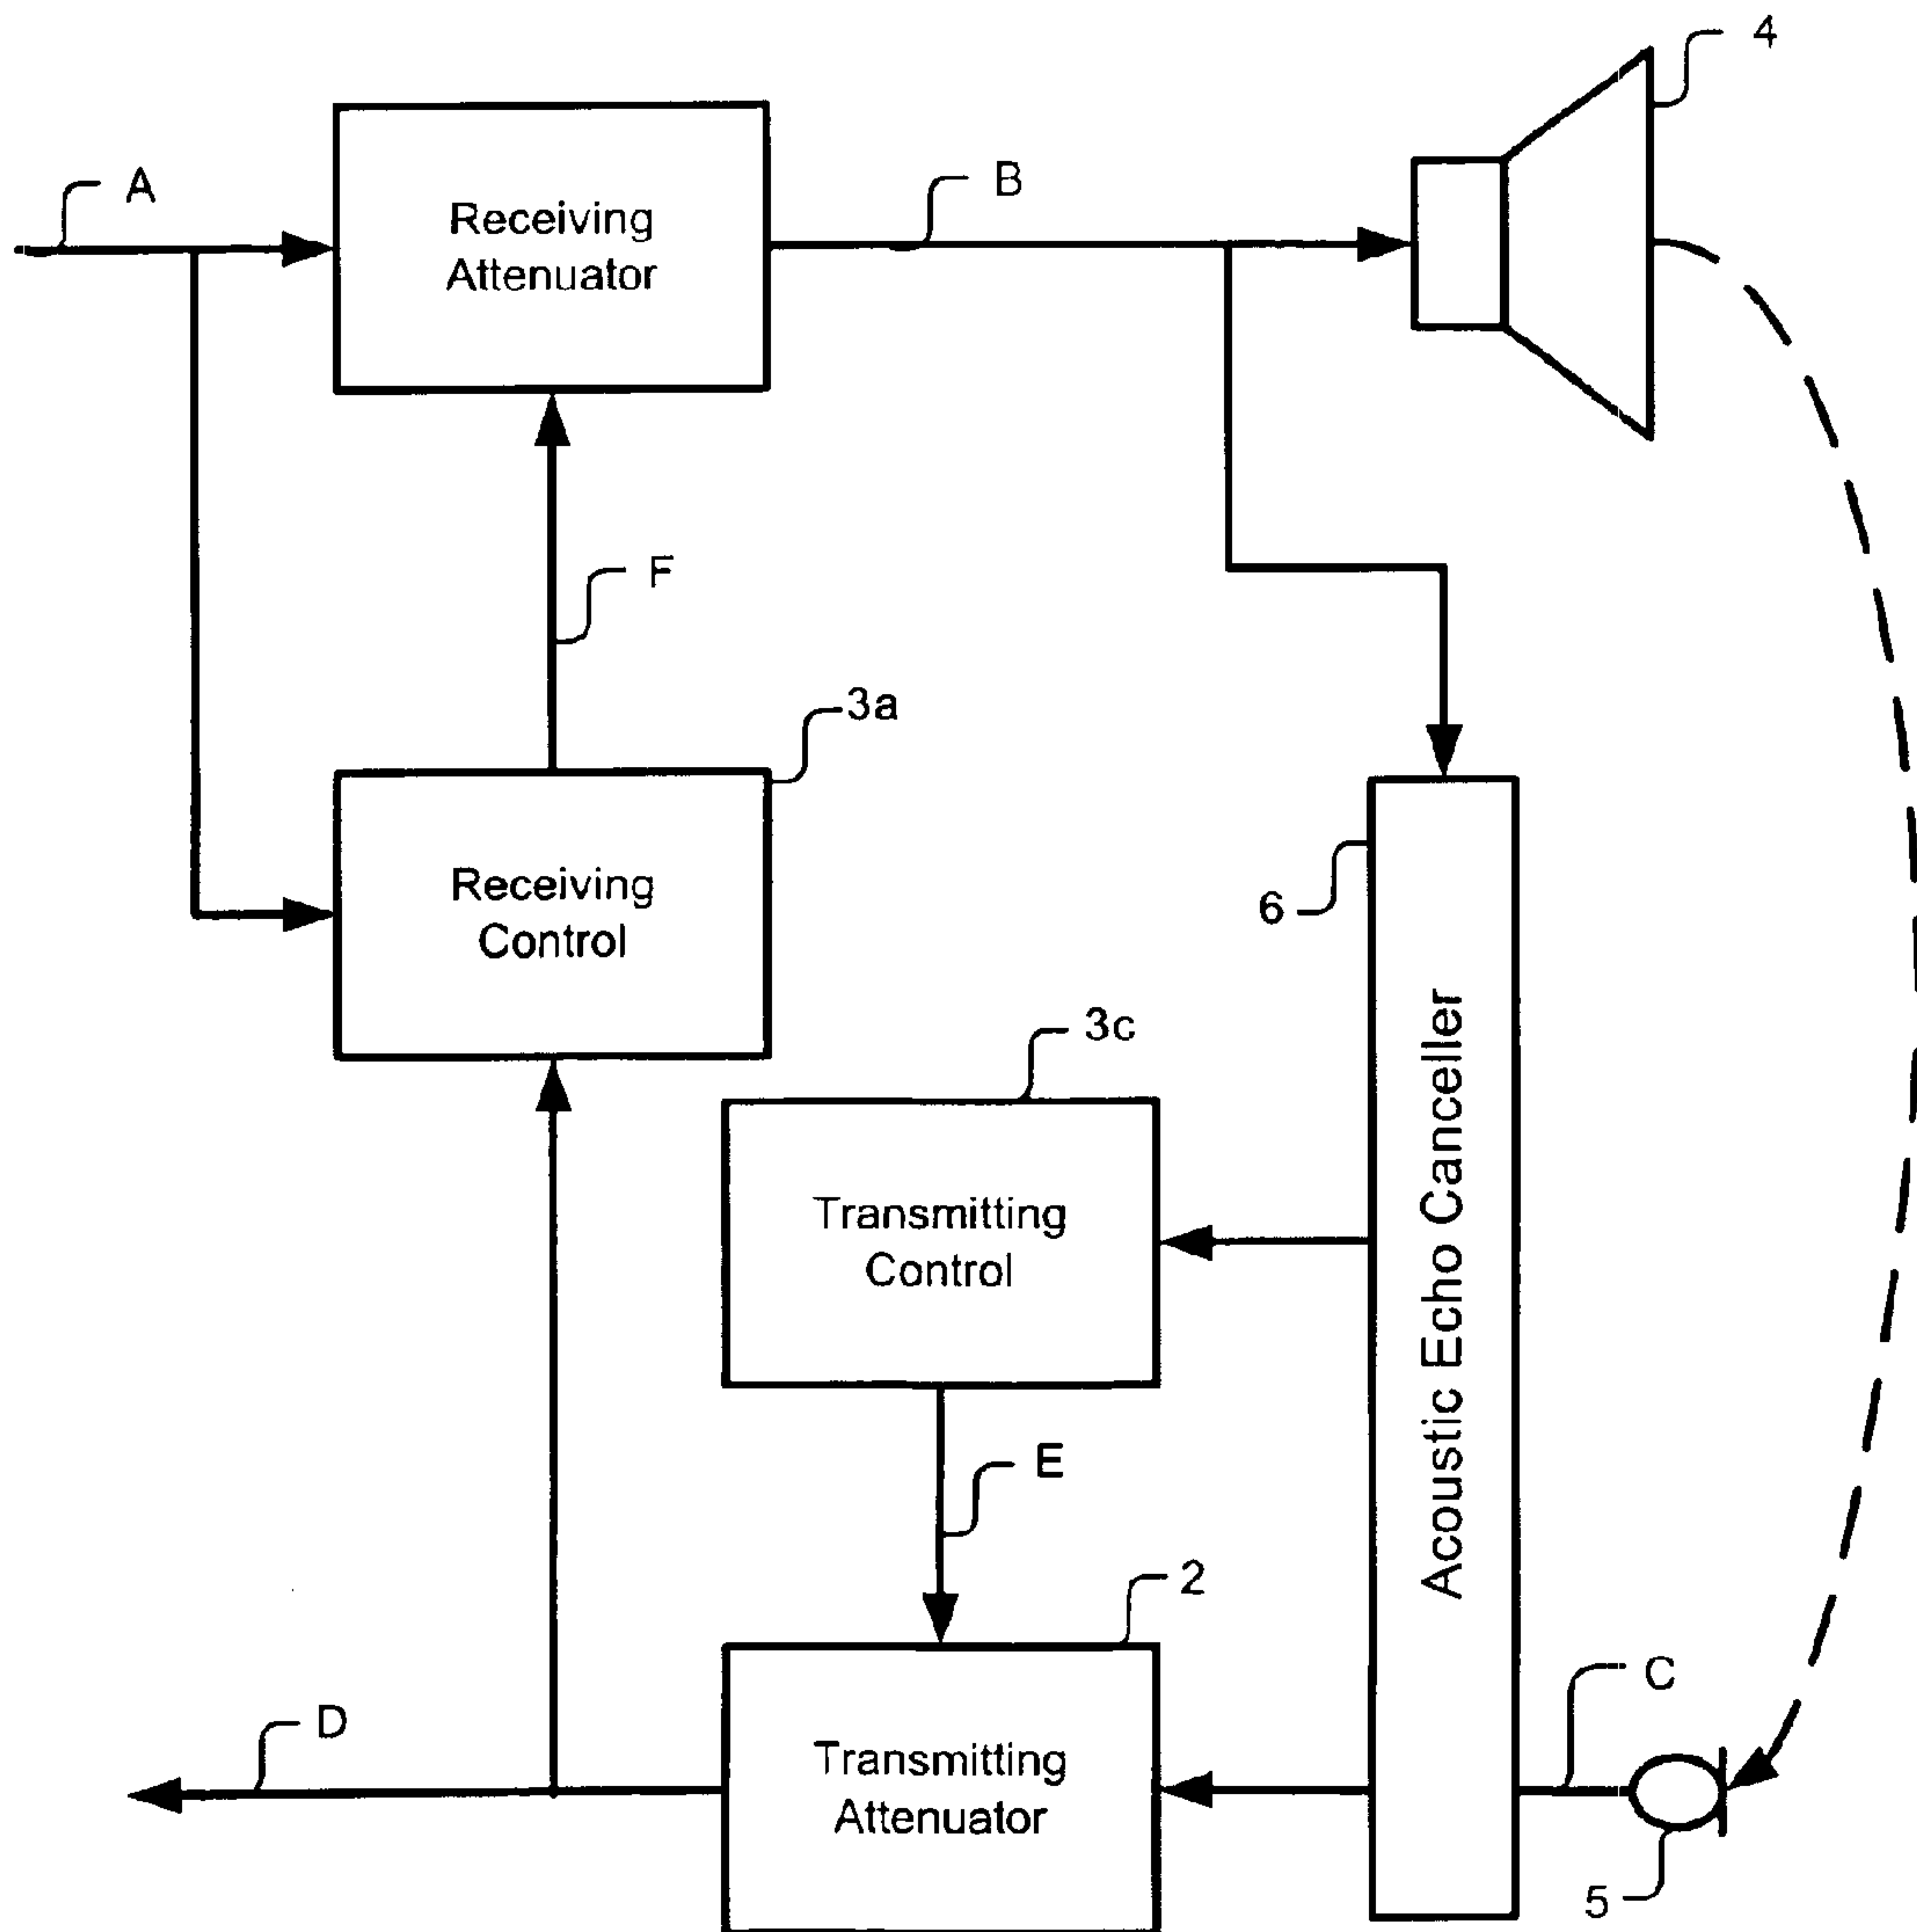 4
A
Receiving
Attenuator
B
F
3a
Receiving
Control
6
3c
Transmitting
Control
Acoustic Echo Canceller
E
2
D
Transmitting
Attenuator
C
5